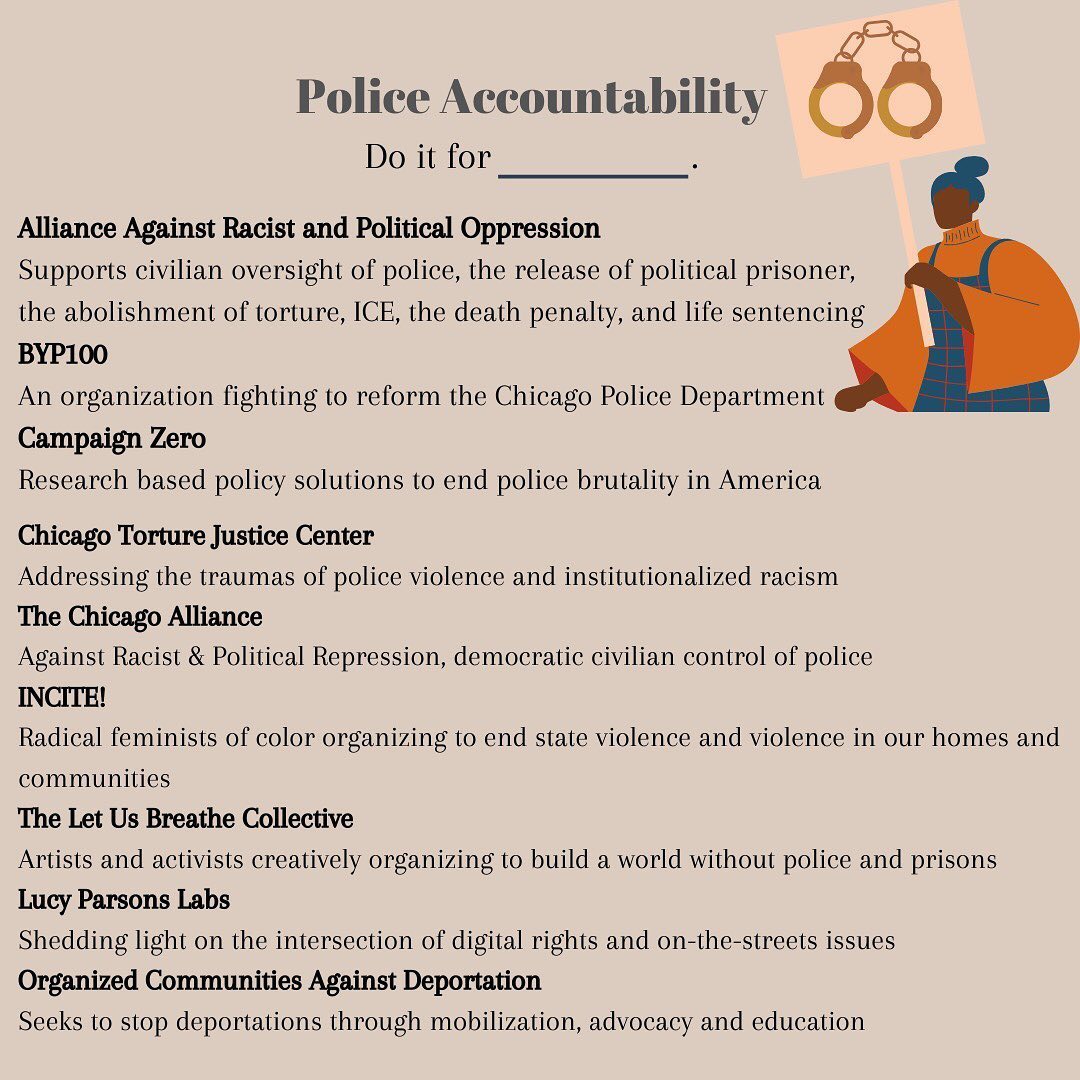 Police Accountability
Do it for __________.
Alliance Against Racist and Political Oppression
Supports civilian oversight of police, the release of political prisoner,
the abolishment of torture, ICE, the death penalty, and life sentencing
BYP100
An organization fighting to reform the Chicago Police Department
Campaign Zero
Research based policy solutions to end police brutality in America
Chicago Torture Justice Center
Addressing the traumas of police violence and institutionalized racism
The Chicago Alliance
Against Racist & Political Repression, democratic civilian control of police
INCITE!
Radical feminists of color organizing to end state violence and violence in our homes and
communities
The Let Us Breathe Collective
Artists and activists creatively organizing to build a world without police and prisons
Lucy Parsons Labs
Shedding light on the intersection of digital rights and on-the-streets issues
Organized Communities Against Deportation
Seeks to stop deportations through mobilization, advocacy and education